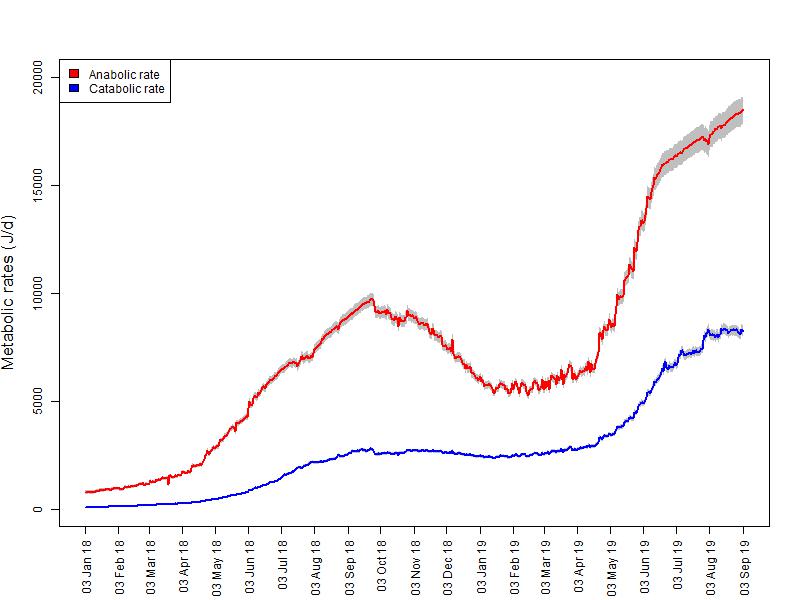 Anabolic rate
Catabolic rate
Metabolic rates (J/d)
20000
15000
10000
5000
0
03 Jan 18
03 Feb 18
03 Mar 18
03 Apr 18
03 May 18
03 Jun 18
03 Jul 18
03 Aug 18
03 Sep 18
03 Oct 18
03 Nov 18
03 Dec 18
03 Jan 19
03 Feb 19
03 Mar 19
03 Apr 19
03 May 19
03 Jun 19
03 Jul 19
03 Aug 19
03 Sep 19